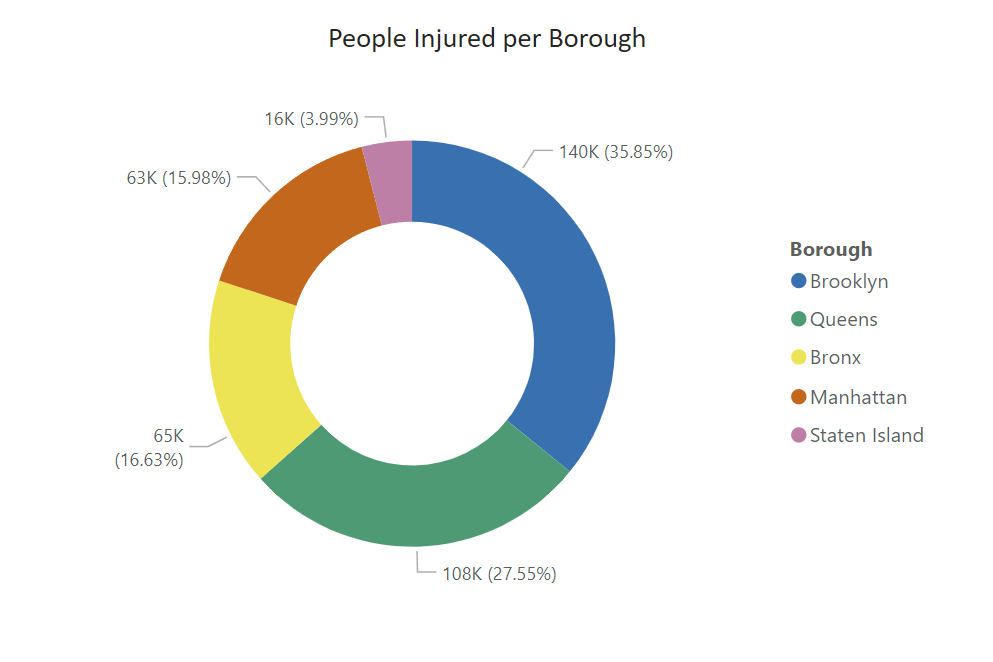 People Injured per Borough
16K (3.99%)
140K (35.85%)
63K (15.98%)
65K
(16.63%)
108K (27.55%)
Borough
Brooklyn
Queens
Bronx
Manhattan
Staten Island